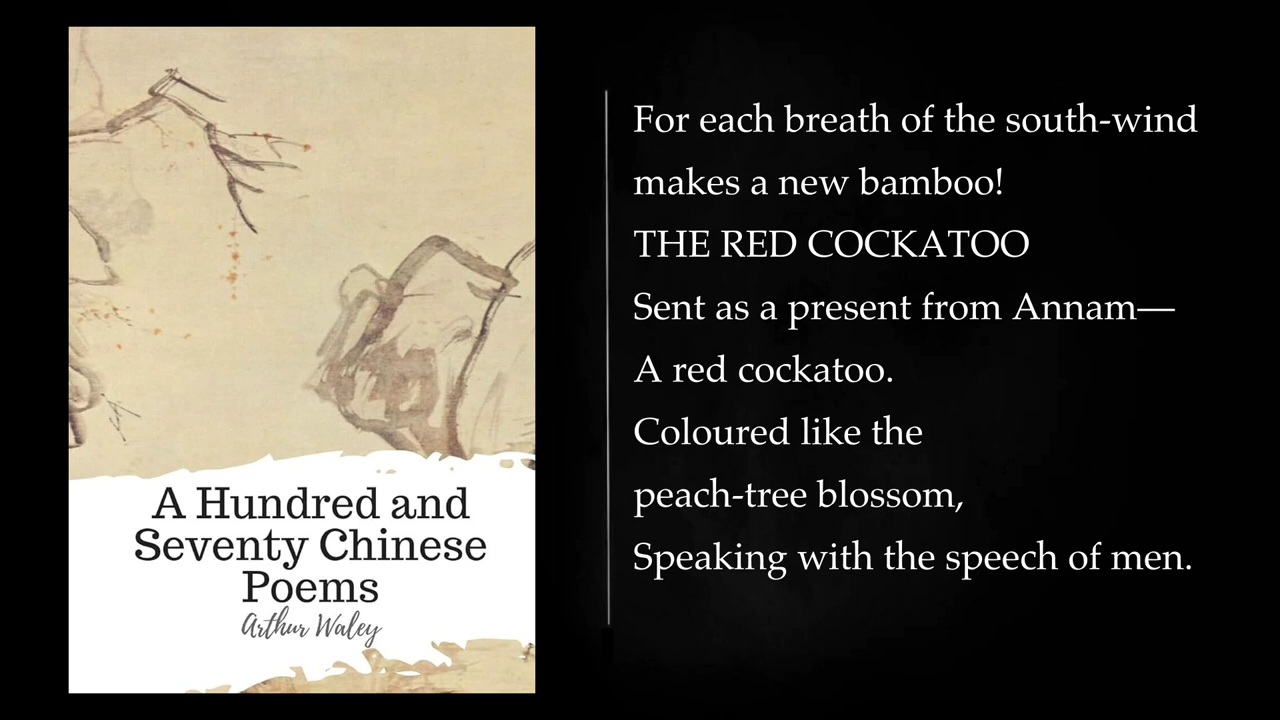 A Hundred and
Seventy Chinese
Poems
Arthur Waley
For each breath of the south-wind
makes a new bamboo!
THE RED COCKATOO
Sent as a present from Annam—
A red cockatoo.
Coloured like the
peach-tree blossom,
Speaking with the speech of men.